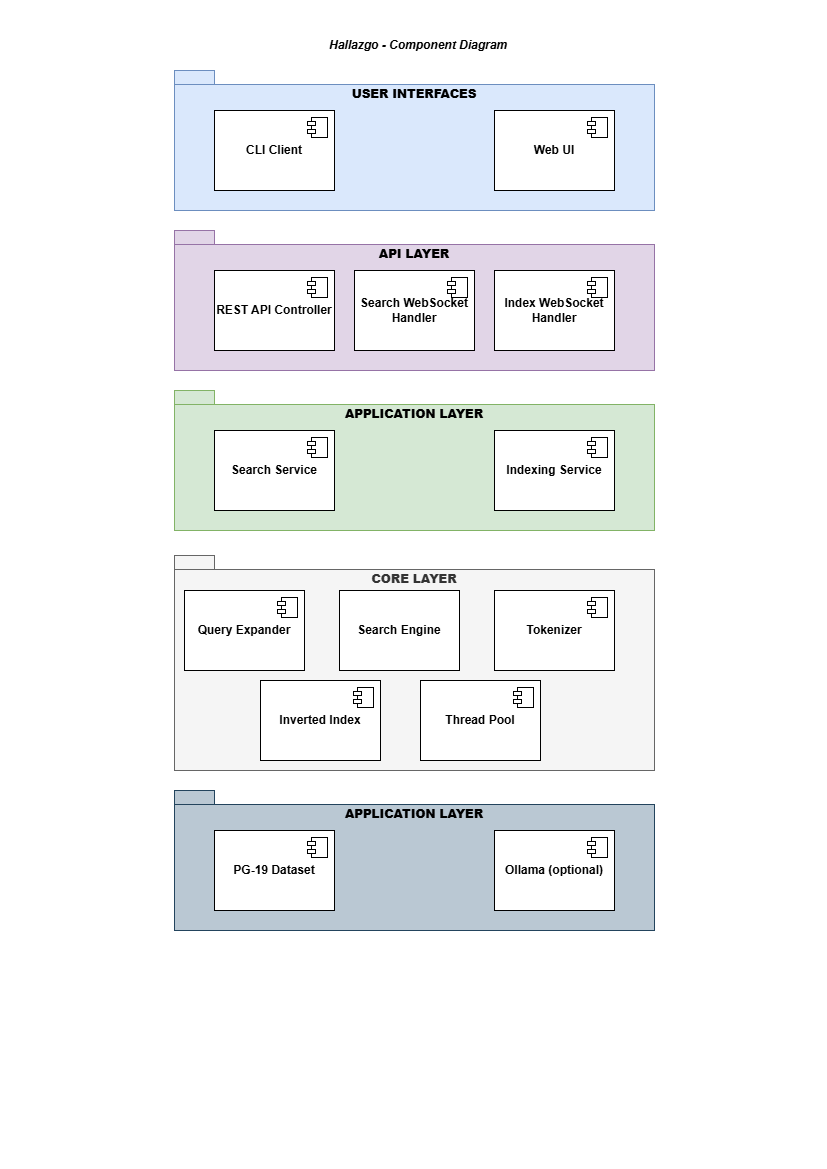 Hallazgo - Component Diagram
USER INTERFACES
CLI Client
Web UI
API LAYER
REST API Controller
Search WebSocket
Handler
Index WebSocket
Handler
APPLICATION LAYER
Search Service
Indexing Service
CORE LAYER
Query Expander
Search Engine
Tokenizer
Inverted Index
Thread Pool
APPLICATION LAYER
PG-19 Dataset
Ollama (optional)